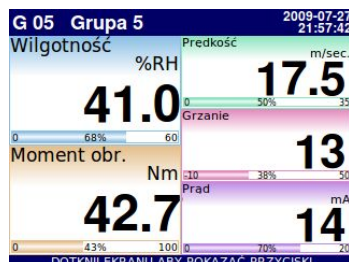 G 05 Grupa 5
2009-07-27
21:57:42
Wilgotność
%RH
41.0
0 68% 60
Prędkość
m/sec.
17.5
0 50% 35
Grzanie
13
-10 38% 50
Moment obr.
Nm
42.7
0 43% 100
Prad
mA
14
0 70% 20
DOTKNIJ EKRANU ABY POKAZAĆ PRZYCISKI